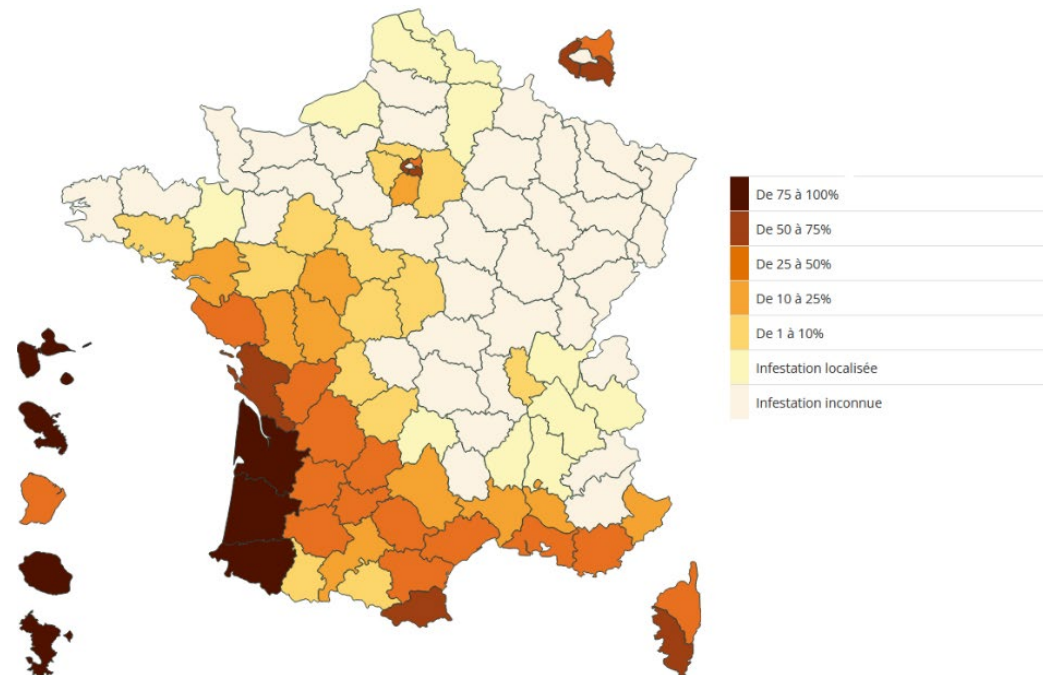 De 75 à 100%
De 50 à 75%
De 25 à 50%
De 10 à 25%
De 1 à 10%
Infestation localisée
Infestation inconnue